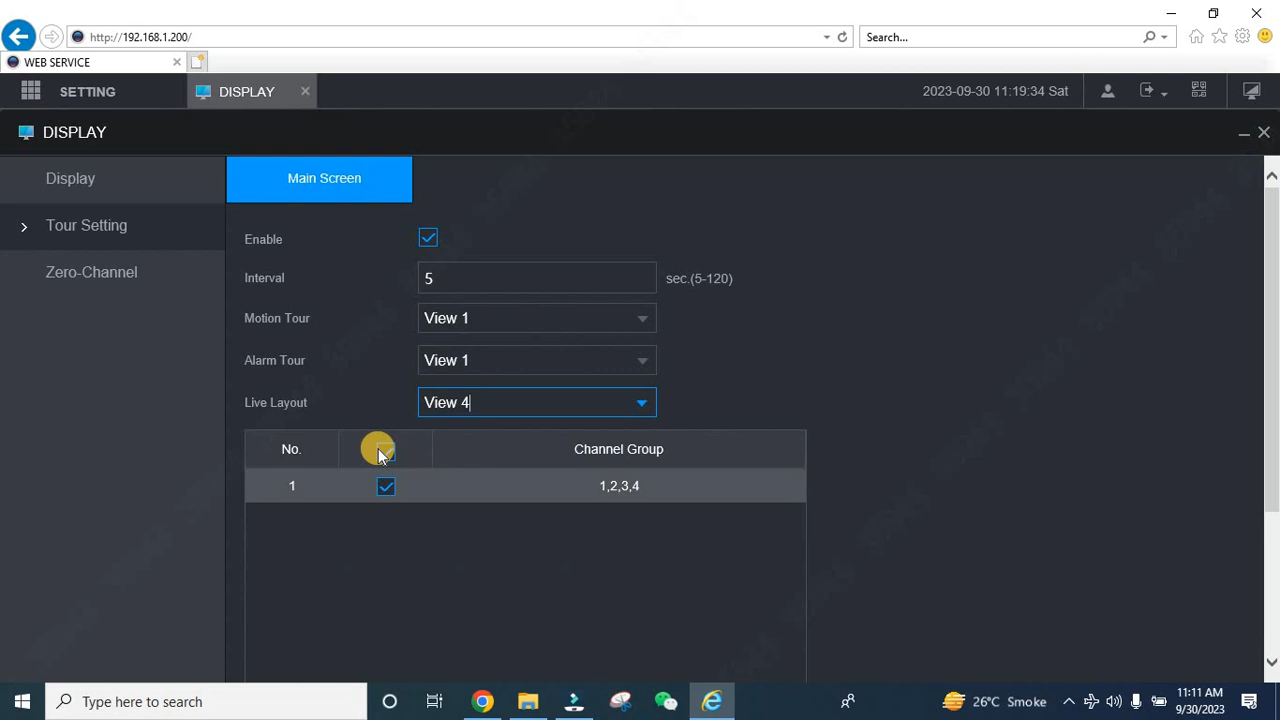 http://192.168.1.200/
Search...
WEB SERVICE
SETTING
DISPLAY
2023-09-30 11:19:34 Sat
DISPLAY
Display
Main Screen
Tour Setting
Enable
Interval
5
sec.(5-120)
Zero-Channel
Motion Tour
View 1
Alarm Tour
View 1
Live Layout
View 4
No.
Channel Group
1
1,2,3,4
Type here to search
26°C Smoke
11:11 AM
9/30/2023